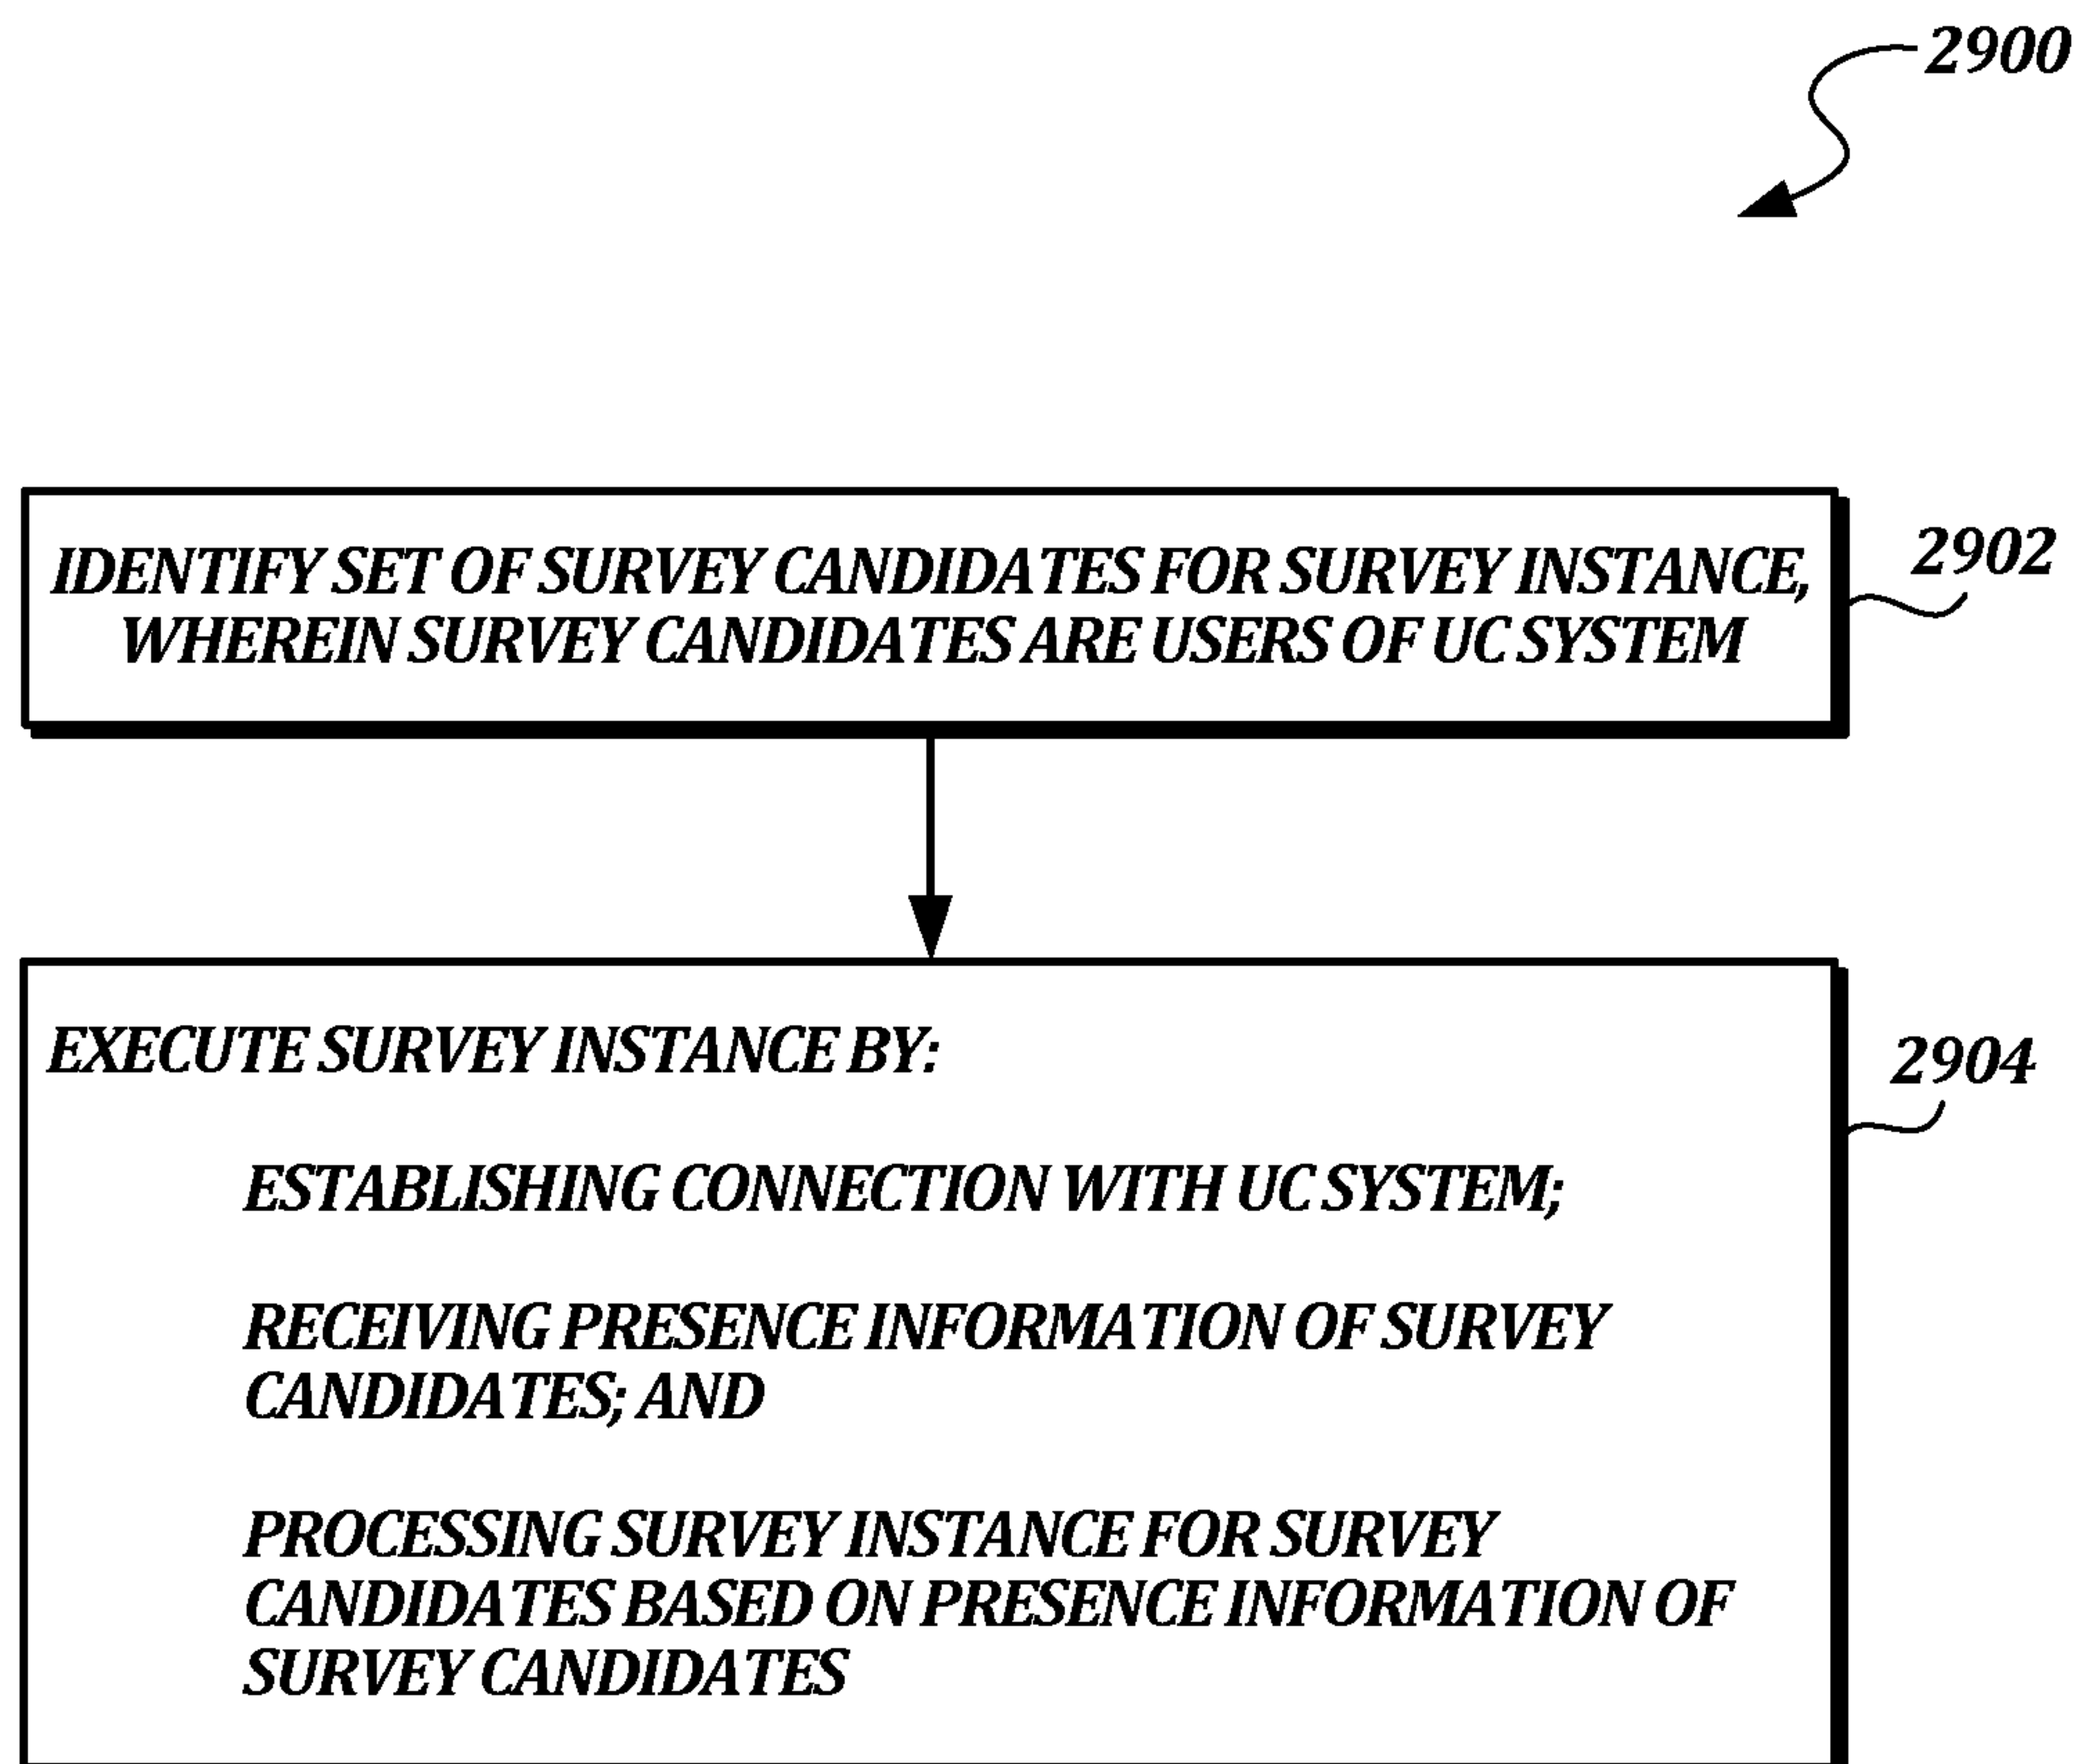 2900
IDENTIFY SET OF SURVEY CANDIDATES FOR SURVEY INSTANCE,
WHEREIN SURVEY CANDIDATES ARE USERS OF UC SYSTEM
2902
EXECUTE SURVEY INSTANCE BY:
2904
ESTABLISHING CONNECTION WITH UC SYSTEM;
RECEIVING PRESENCE INFORMATION OF SURVEY
CANDIDATES; AND
PROCESSING SURVEY INSTANCE FOR SURVEY
CANDIDATES BASED ON PRESENCE INFORMATION OF
SURVEY CANDIDATES